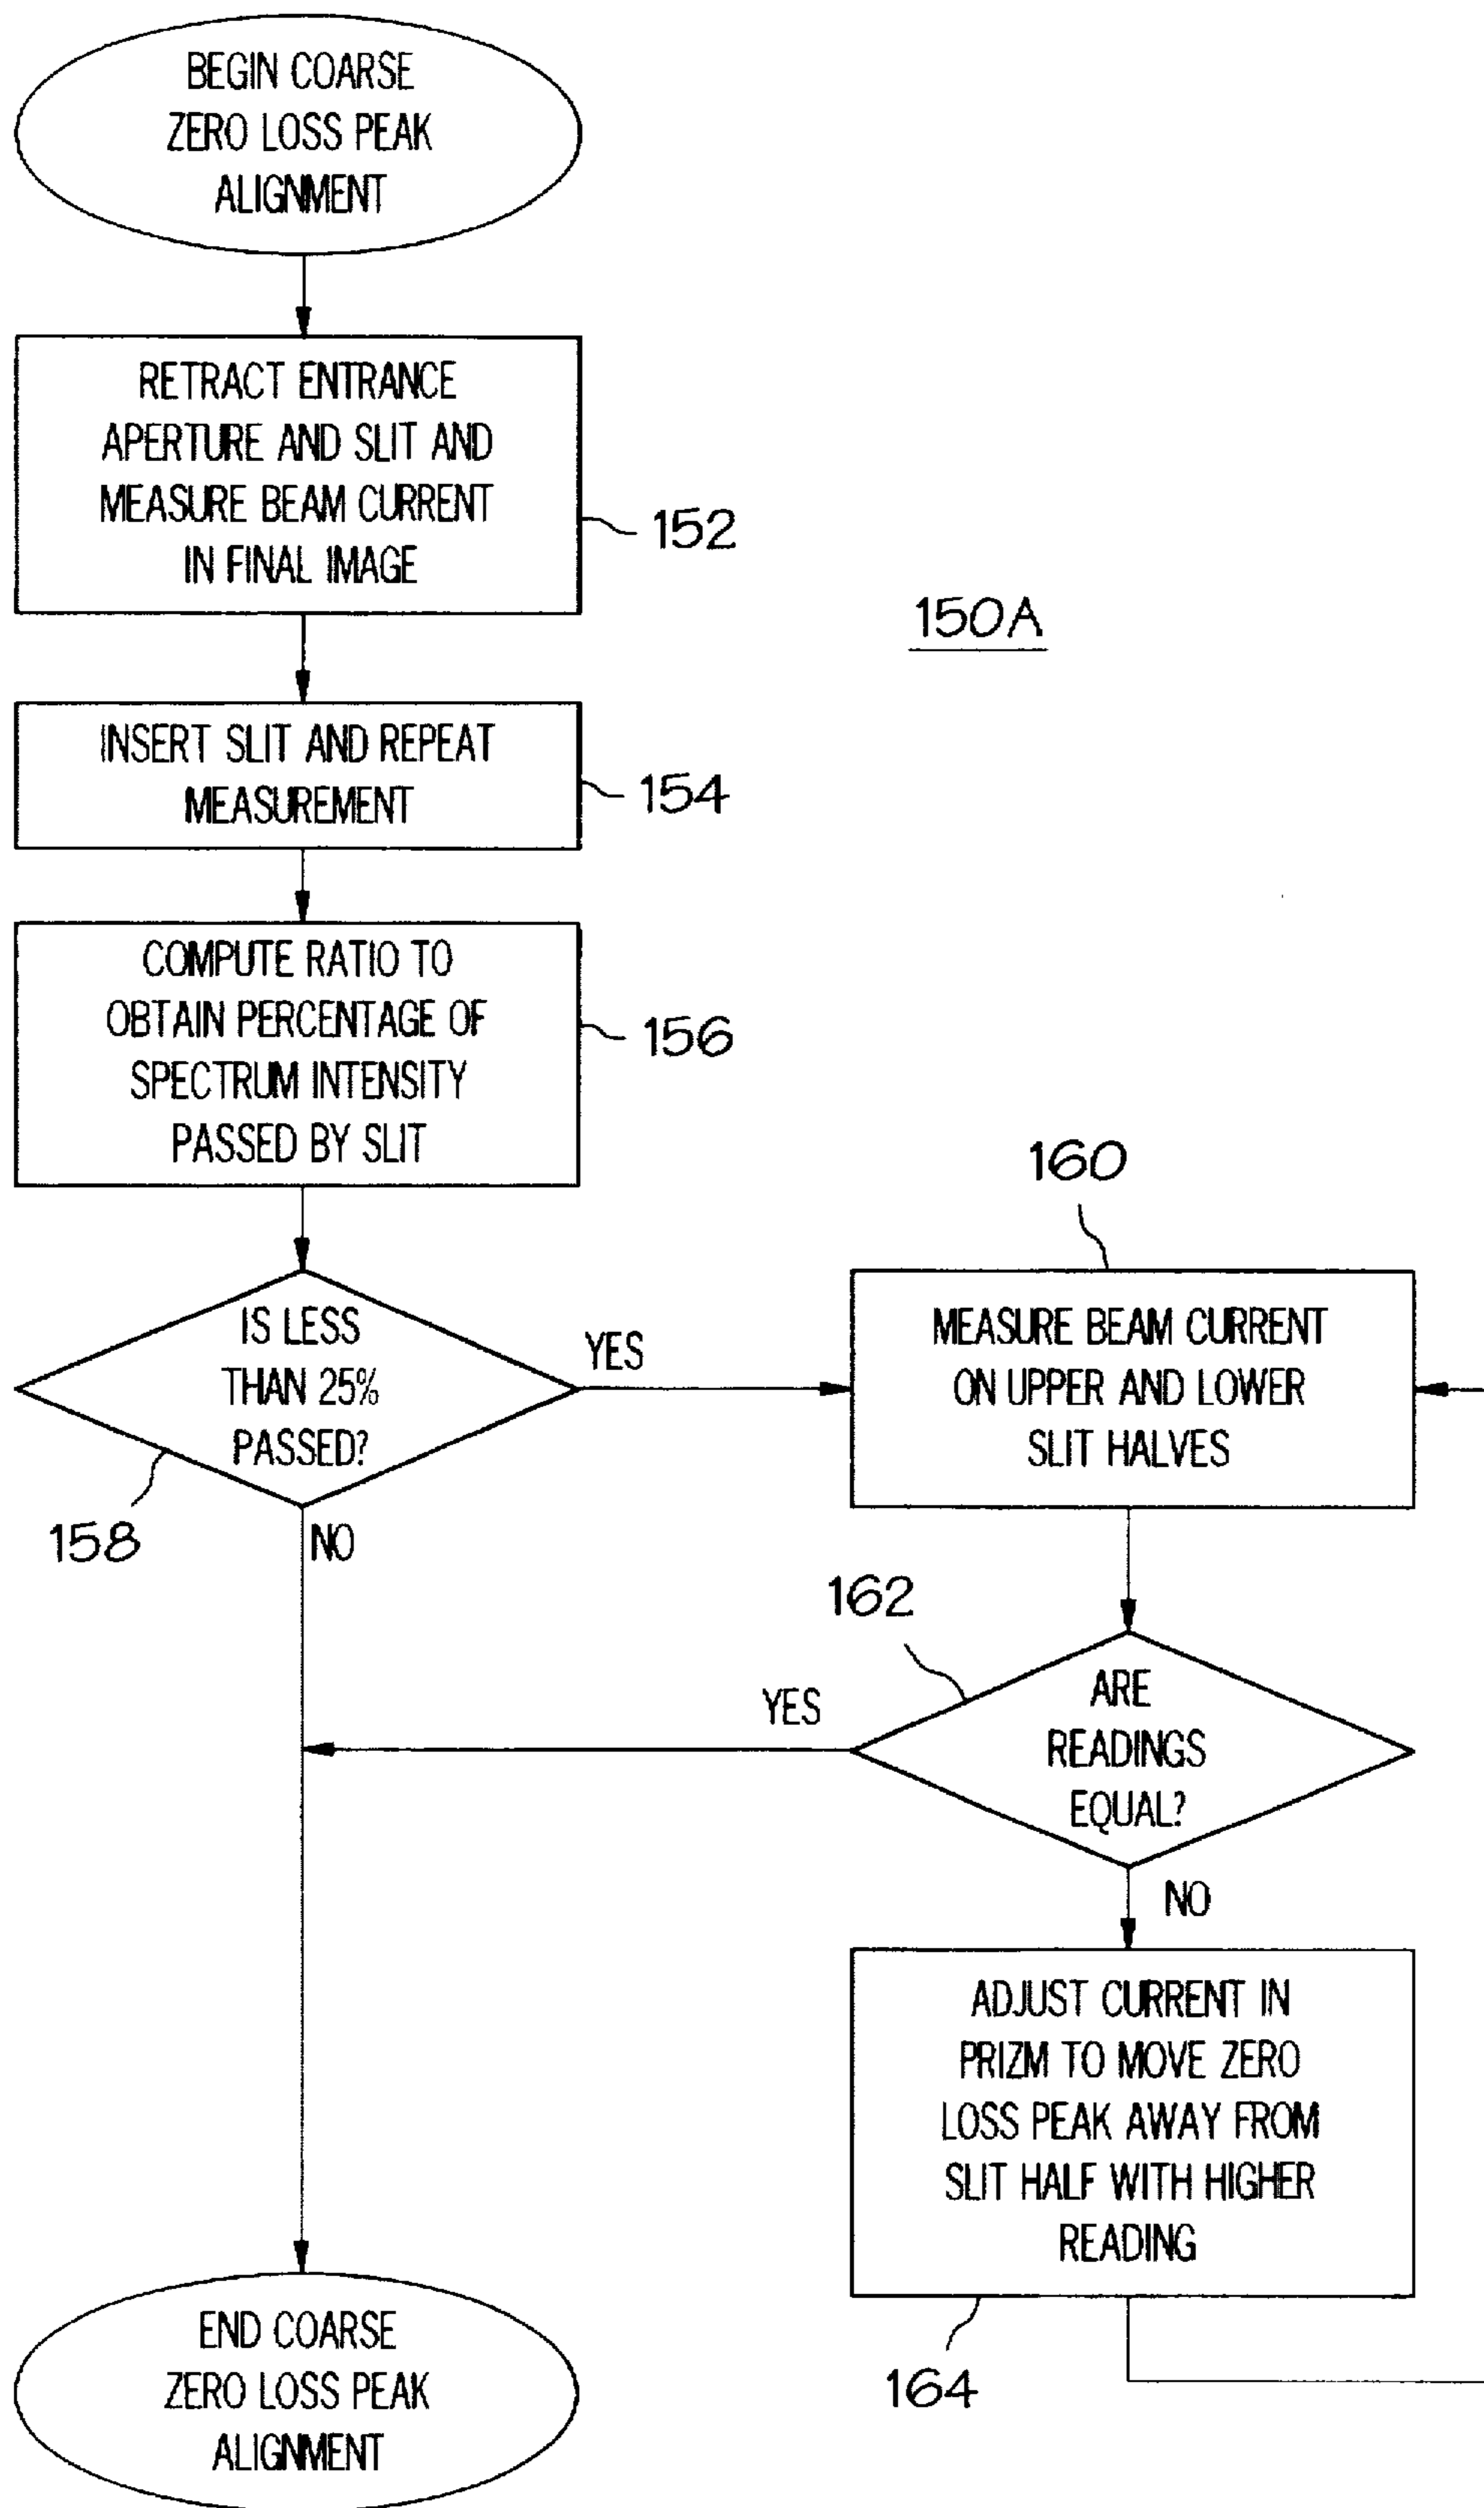 BEGIN COARSE
ZERO LOSS PEAK
ALIGNMENT
RETRACT ENTRANCE
APERTURE AND SLIT AND
MEASURE BEAM CURRENT
IN FINAL IMAGE
152
150A
INSERT SLIT AND REPEAT
MEASUREMENT
154
COMPUTE RATIO TO
OBTAIN PERCENTAGE OF
SPECTRUM INTENSITY
PASSED BY SLIT
156
IS LESS
THAN 25%
PASSED?
158
YES
NO
160
MEASURE BEAM CURRENT
ON UPPER AND LOWER
SLIT HALVES
162
ARE
READINGS
EQUAL?
YES
NO
ADJUST CURRENT IN
PRIZM TO MOVE ZERO
LOSS PEAK AWAY FROM
SLIT HALF WITH HIGHER
READING
164
END COARSE
ZERO LOSS PEAK
ALIGNMENT